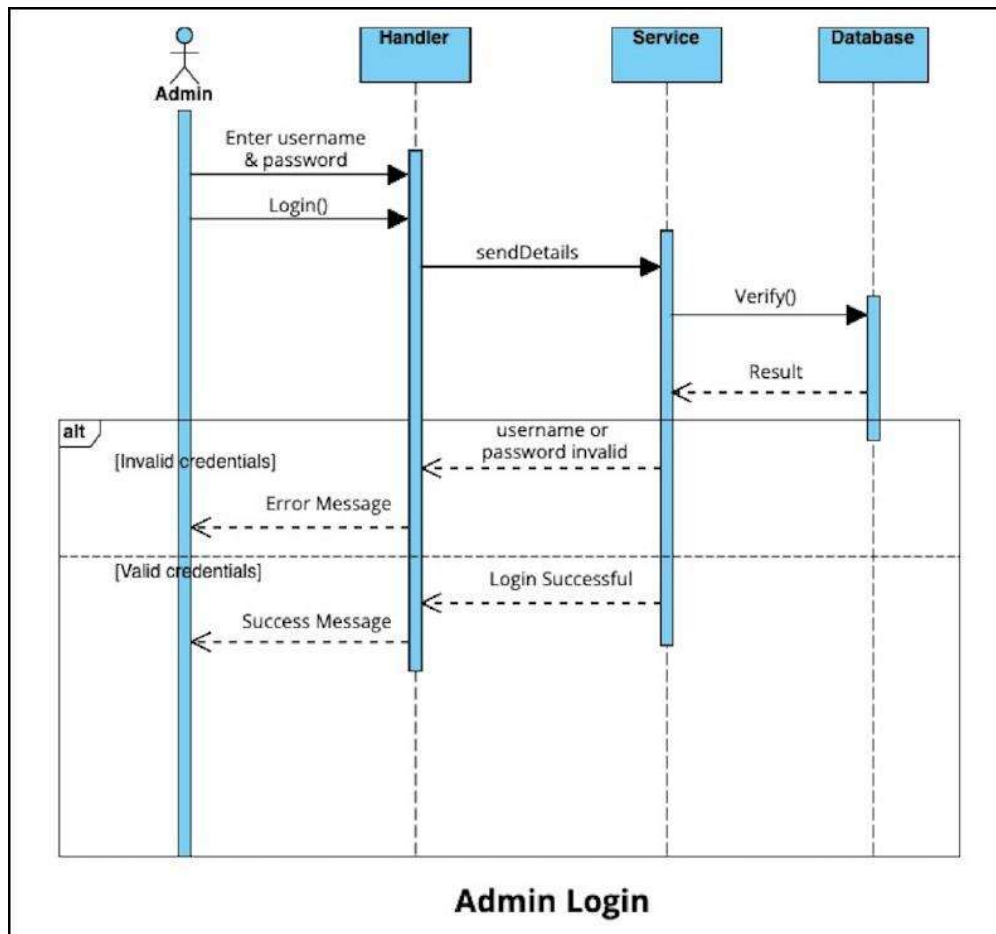 Handler
Service
Database
Admin
Enter username
& password
Login()
sendDetails
Verify()
Result
alt
username or
password invalid
[Invalid credentials]
Error Message
[Valid credentials]
Login Successful
Success Message
Admin Login